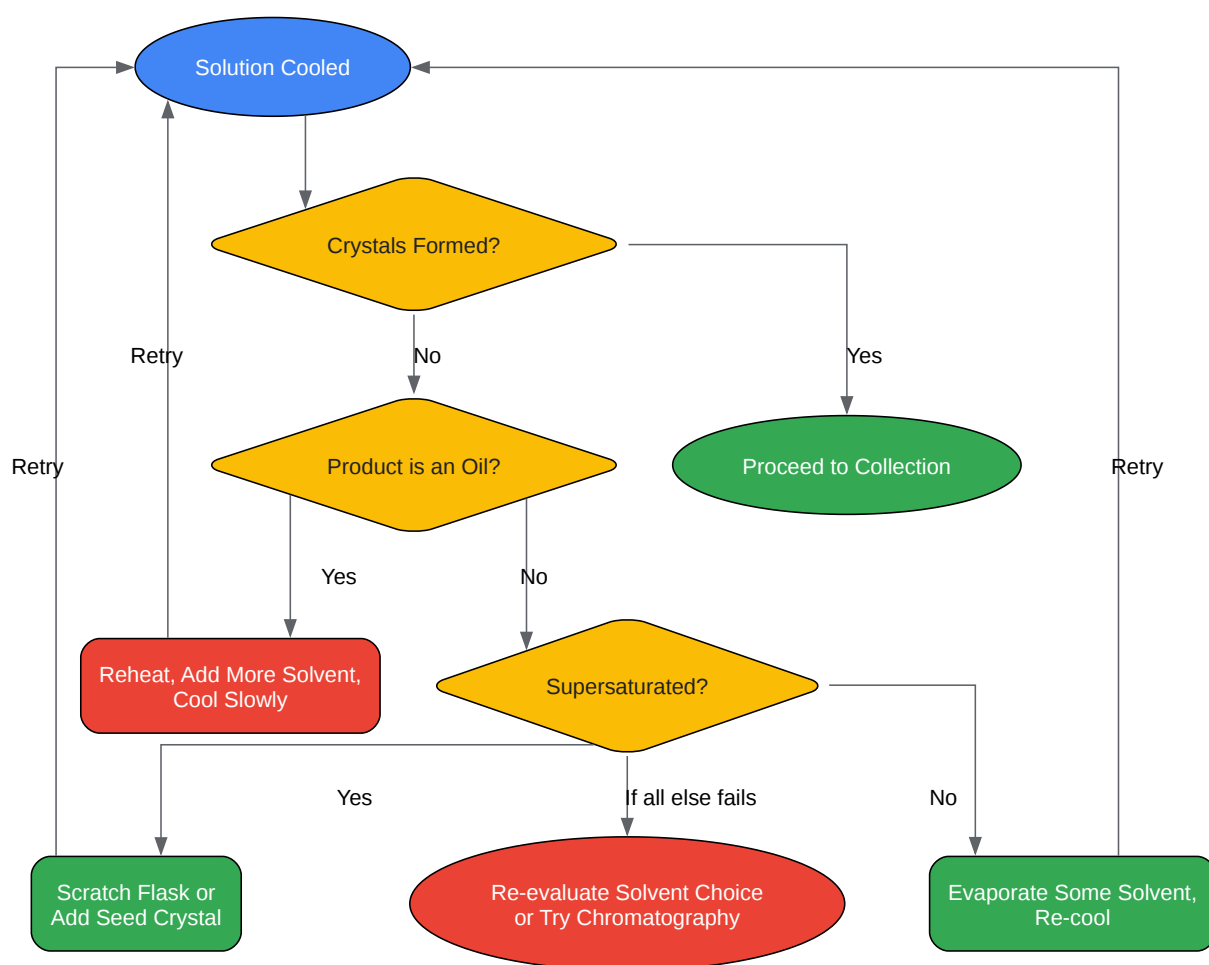 Solution Cooled
Crystals Formed?
Retry
No
Yes
Product is an Oil?
Proceed to Collection
Retry
Retry
Yes
No
Reheat, Add More Solvent,
Cool Slowly
Supersaturated?
Yes
If all else fails
No
Scratch Flask or
Add Seed Crystal
Re-evaluate Solvent Choice
or Try Chromatography
Evaporate Some Solvent,
Re-cool